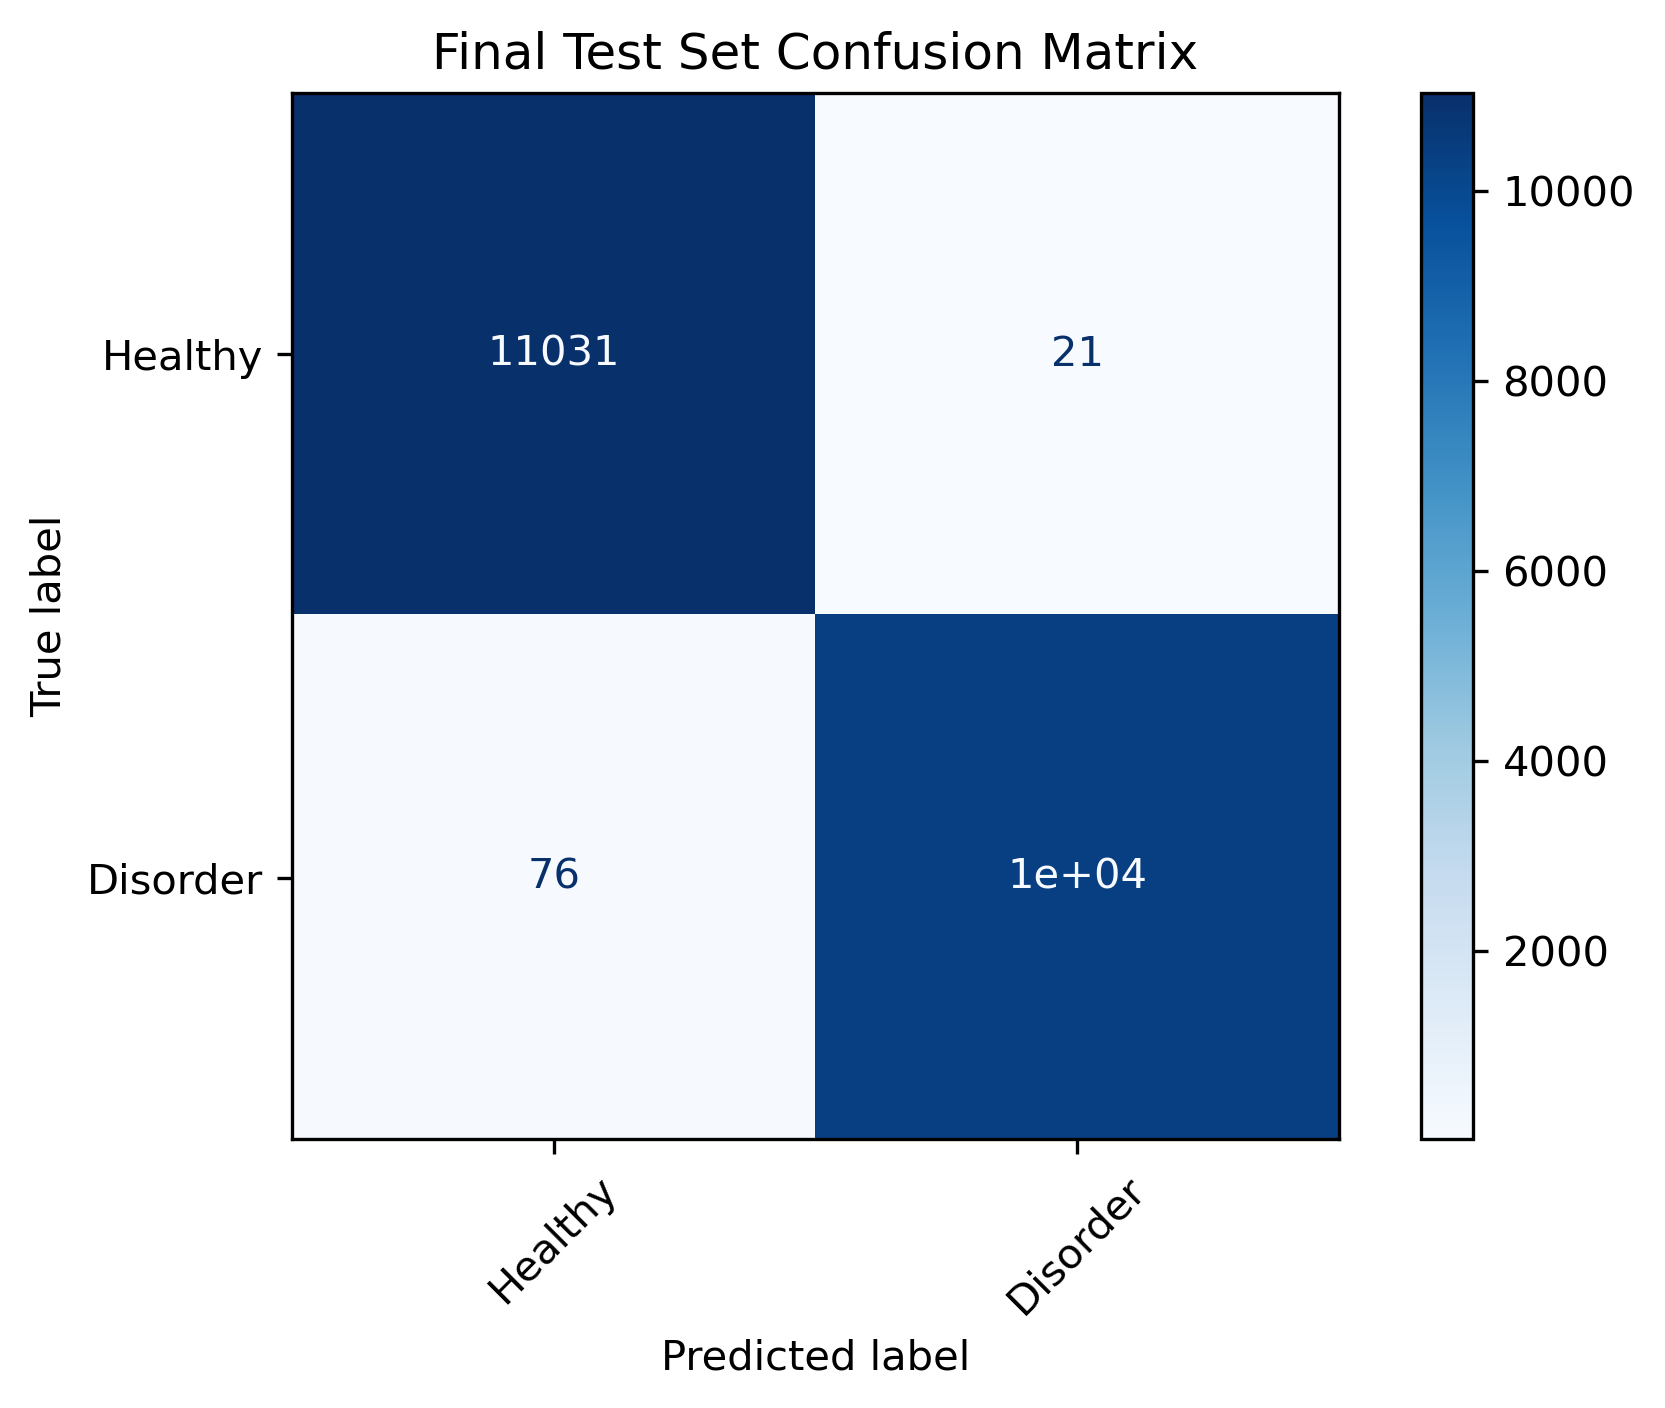 Final Test Set Confusion Matrix
True label
Healthy
11031
21
Disorder
76
1e+04
Healthy
Disorder
Predicted label
10000
8000
6000
4000
2000